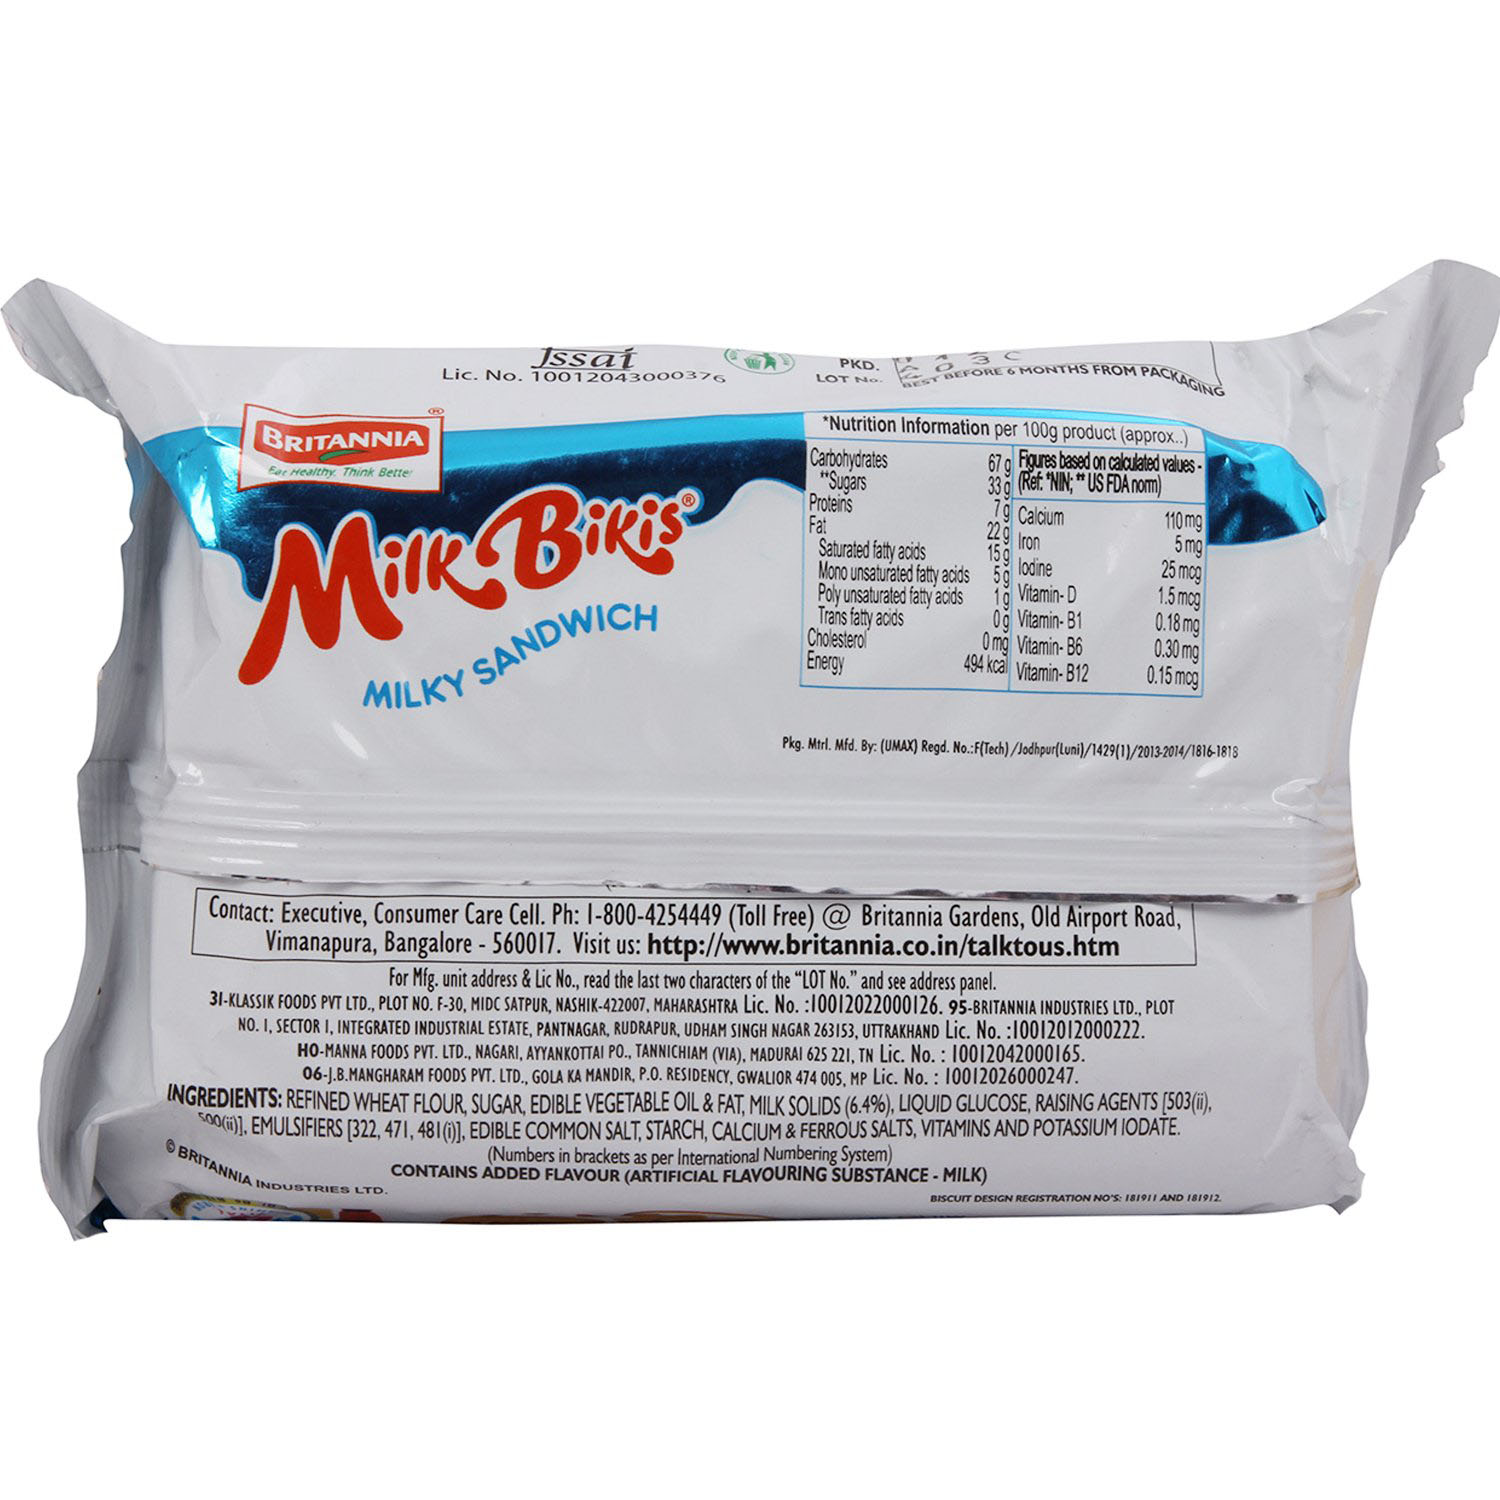 fssai
Lic. No. 10012043000376
PKD.
LOT No.
BEST BEFORE 6 MONTHS FROM PACKAGING
BRITANNIA®
Eat Healthy, Think Better
Milk Bikis®
MILKY SANDWICH
*Nutrition Information per 100g product (approx..)
Carbohydrates 67 g
**Sugars 33 g
Proteins 7 g
Fat 22 g
Saturated fatty acids 15 g
Mono unsaturated fatty acids 5 g
Poly unsaturated fatty acids 1 g
Trans fatty acids 0 g
Cholesterol 0 mg
Energy 494 kcal
Figures based on calculated values -
(Ref: *NIN; ** US FDA norm)
Calcium 110 mg
Iron 5 mg
Iodine 25 mcg
Vitamin- D 1.5 mcg
Vitamin- B1 0.18 mg
Vitamin- B6 0.30 mg
Vitamin- B12 0.15 mcg
Pkg. Mtrl. Mfd. By: (UMAX) Regd. No.:F(Tech)/Jodhpur(Luni)/1429(1)/2013-2014/1816-1818
Contact: Executive, Consumer Care Cell. Ph: 1-800-4254449 (Toll Free) @ Britannia Gardens, Old Airport Road,
Vimanapura, Bangalore - 560017. Visit us: http://www.britannia.co.in/talktous.htm
For Mfg. unit address & Lic No., read the last two characters of the "LOT No." and see address panel.
31-KLASSIK FOODS PVT LTD., PLOT NO. F-30, MIDC SATPUR, NASHIK-422007, MAHARASHTRA Lic. No. :10012022000126. 95-BRITANNIA INDUSTRIES LTD., PLOT
NO. 1, SECTOR 1, INTEGRATED INDUSTRIAL ESTATE, PANTNAGAR, RUDRAPUR, UDHAM SINGH NAGAR 263153, UTTRAKHAND Lic. No. :10012012000222.
HO-MANNA FOODS PVT. LTD., NAGARI, AYYANKOTTAI PO., TANNICHIAM (VIA), MADURAI 625 221, TN Lic. No. : 10012042000165.
06-J.B.MANGHARAM FOODS PVT. LTD., GOLA KA MANDIR, P.O. RESIDENCY, GWALIOR 474 005, MP Lic. No. : 10012026000247.
INGREDIENTS: REFINED WHEAT FLOUR, SUGAR, EDIBLE VEGETABLE OIL & FAT, MILK SOLIDS (6.4%), LIQUID GLUCOSE, RAISING AGENTS [503(ii),
500(ii)], EMULSIFIERS [322, 471, 481(i)], EDIBLE COMMON SALT, STARCH, CALCIUM & FERROUS SALTS, VITAMINS AND POTASSIUM IODATE.
(Numbers in brackets as per International Numbering System)
CONTAINS ADDED FLAVOUR (ARTIFICIAL FLAVOURING SUBSTANCE - MILK)
© BRITANNIA INDUSTRIES LTD.
BISCUIT DESIGN REGISTRATION NO'S: 181911 AND 181912.